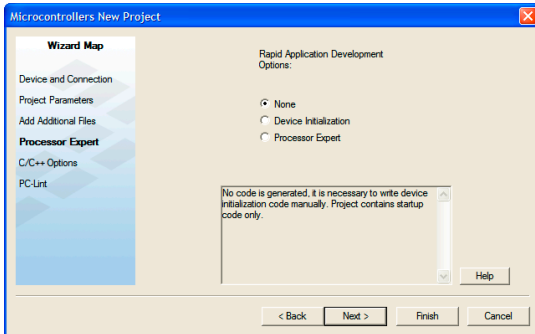 Microcontrollers New Project
Wizard Map
Device and Connection
Project Parameters
Add Additional Files
Processor Expert
C/C++ Options
PC-Lint
Rapid Application Development
Options:
None
Device Initialization
Processor Expert
No code is generated, it is necessary to write device
initialization code manually. Project contains startup
code only.
Help
< Back
Next >
Finish
Cancel